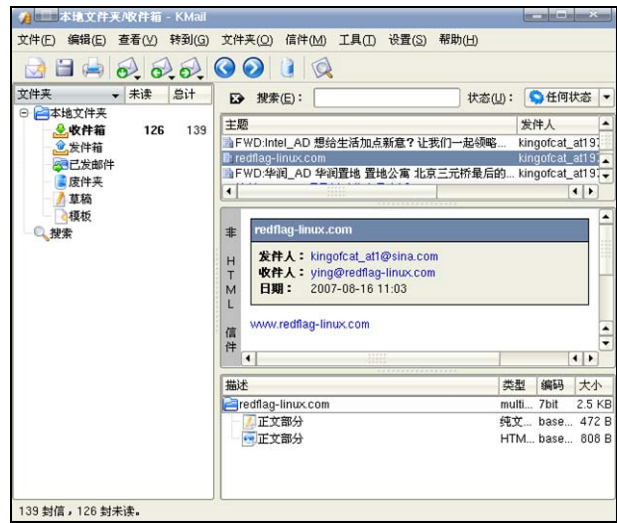 本地文件夹/收件箱 - KMail
文件(F) 编辑(E) 查看(V) 转到(G) 文件夹(O) 信件(M) 工具(T) 设置(S) 帮助(H)
文件夹 未读 总计
搜索(E): 状态(U): 任何状态
本地文件夹
收件箱 126 139
发件箱
已发邮件
废件夹
草稿
模板
搜索
主题 发件人
FWD:Intel_AD 想给生活加点新意?让我们一起领略... kingofcat_at19
redflag-linux.com kingofcat_at19
FWD:华润_AD 华润置地 置地公寓 北京三元桥最后的... kingofcat_at19
非HTML信件
redflag-linux.com
发件人: kingofcat_at1@sina.com
收件人: ying@redflag-linux.com
日期: 2007-08-16 11:03
www.redflag-linux.com
描述 类型 编码 大小
redflag-linux.com multi... 7bit 2.5 KB
正文部分 纯文... base... 472 B
正文部分 HTM... base... 808 B
139 封信,126 封未读。